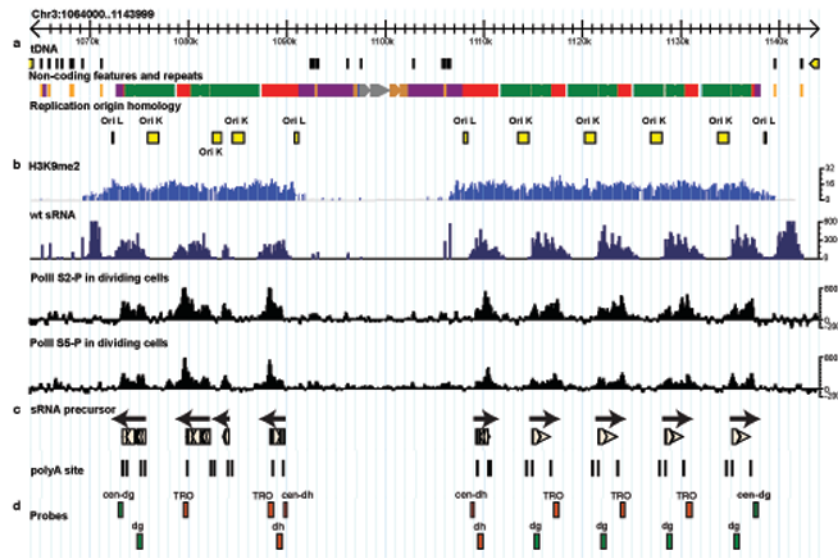 Chr3:1064000..1143999
1070k 1080k 1090k 1100k 1110k 1120k 1130k 1140k
a
tDNA
Non-coding features and repeats
Replication origin homology
Ori L Ori K Ori K Ori L Ori L Ori K Ori K Ori K Ori K Ori L
Ori K
b H3K9me2
32
16
0
wt sRNA
600
300
0
PolII S2-P in dividing cells
800
0
-200
PolII S5-P in dividing cells
800
0
-200
c sRNA precursor
polyA site
cen-dg TRO TRO cen-dh cen-dh TRO TRO TRO cen-dg
d Probes
dg dh dh dg dg dg dg